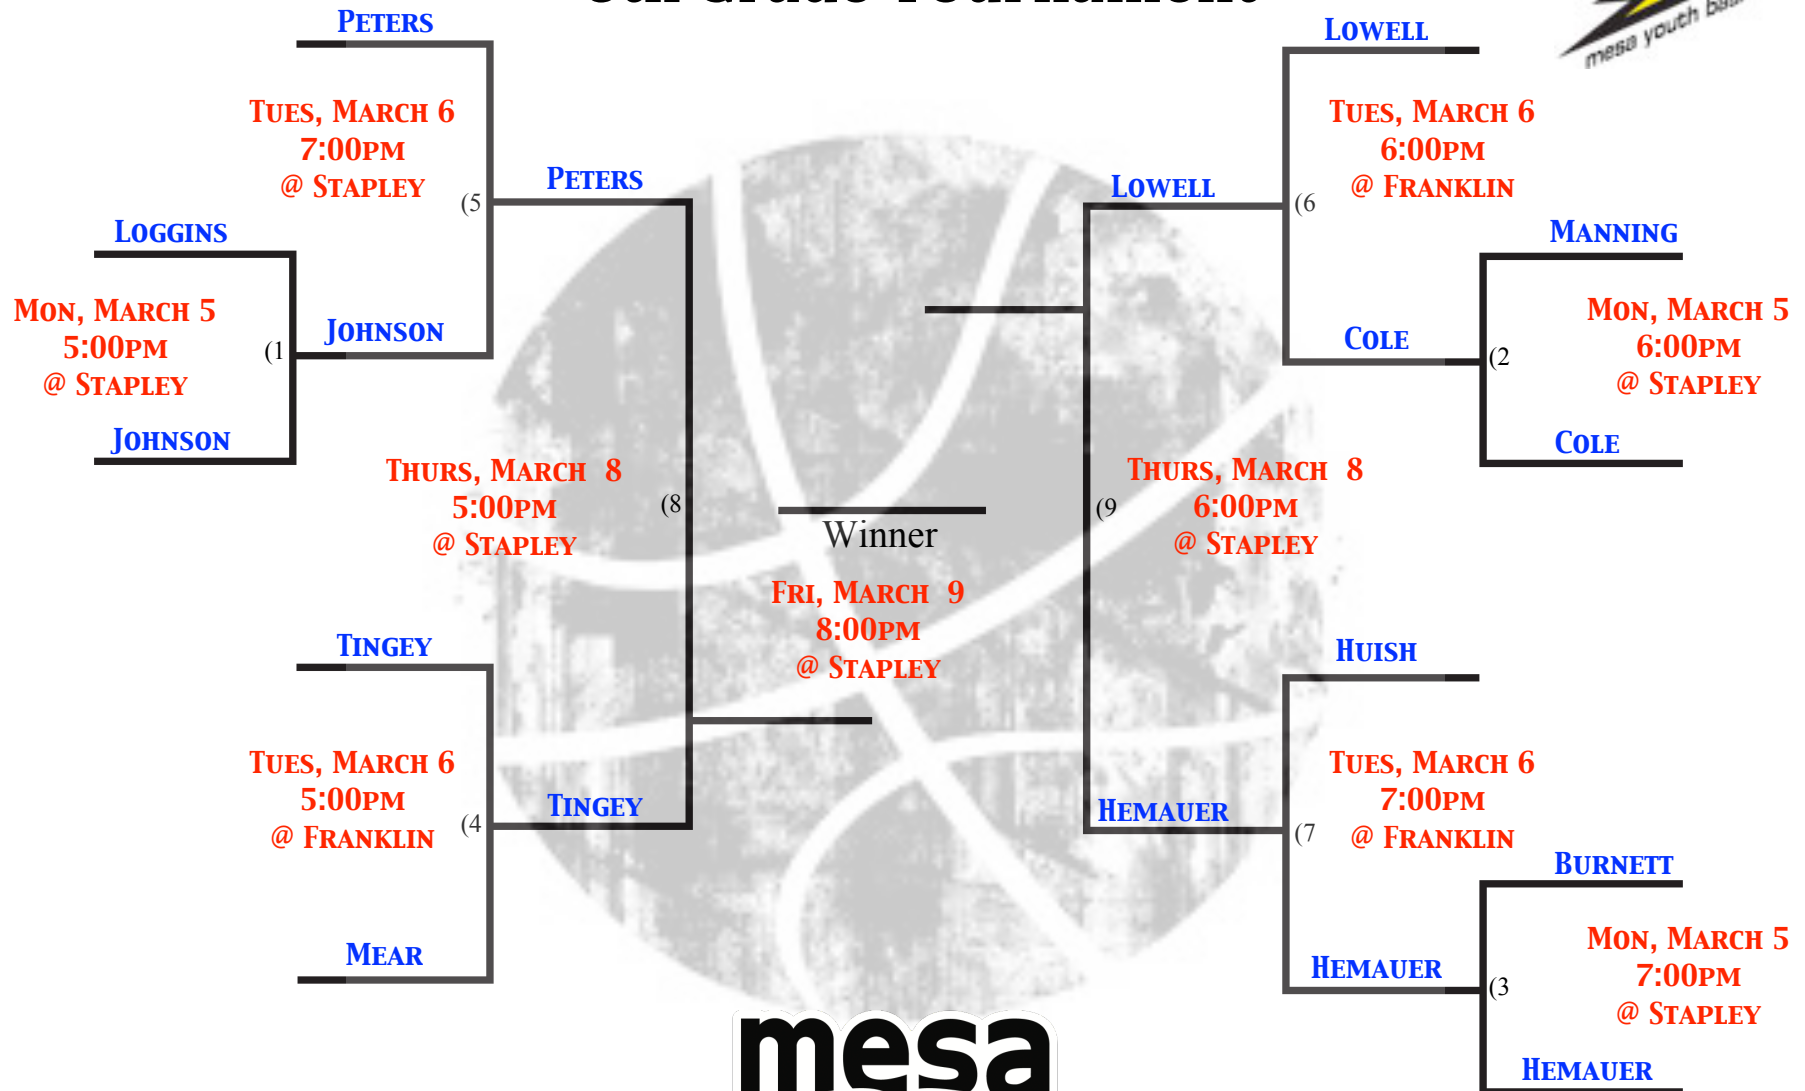 Tournament
mesa youth
PETERS
TUES, MARCH 6
7:00PM
@ STAPLEY
(5
PETERS
LOGGINS
MON, MARCH 5
5:00PM
@ STAPLEY
(1
JOHNSON
JOHNSON
THURS, MARCH 8
5:00PM
@ STAPLEY
(8
TINGEY
TUES, MARCH 6
5:00PM
@ FRANKLIN
(4
TINGEY
MEAR
Winner
FRI, MARCH 9
8:00PM
@ STAPLEY
LOWELL
TUES, MARCH 6
6:00PM
@ FRANKLIN
LOWELL
(6
MANNING
MON, MARCH 5
6:00PM
@ STAPLEY
COLE
(2
COLE
THURS, MARCH 8
6:00PM
@ STAPLEY
(9
HUISH
TUES, MARCH 6
7:00PM
@ FRANKLIN
HEMAUER
(7
BURNETT
MON, MARCH 5
7:00PM
@ STAPLEY
HEMAUER
(3
HEMAUER
mesa